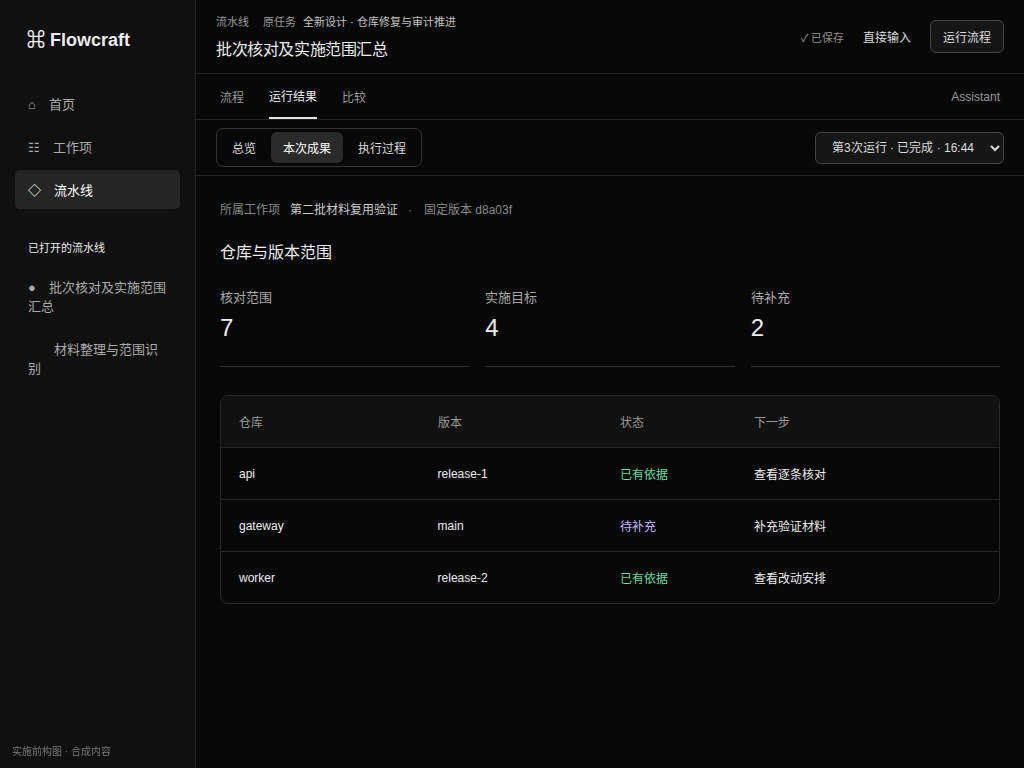 ⌘ Flowcraft
⌂ 首页
☷ 工作项
◇ 流水线
已打开的流水线
● 批次核对及实施范围
汇总
材料整理与范围识
别
实施前构图 · 合成内容
流水线 原任务 全新设计 · 仓库修复与审计推进
批次核对及实施范围汇总
✓已保存 直接输入 运行流程
流程 运行结果 比较 Assistant
总览 本次成果 执行过程 第3次运行 · 已完成 · 16:44
所属工作项 第二批材料复用验证 · 固定版本 d8a03f
仓库与版本范围
核对范围 实施目标 待补充
7 4 2
仓库 版本 状态 下一步
api release-1 已有依据 查看逐条核对
gateway main 待补充 补充验证材料
worker release-2 已有依据 查看改动安排